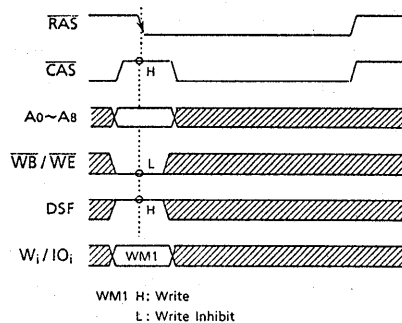 RAS
CAS
H
A0~A8
WB/WE
L
DSF
H
Wi/IOi
WM1
WM1 H: Write
L: Write Inhibit